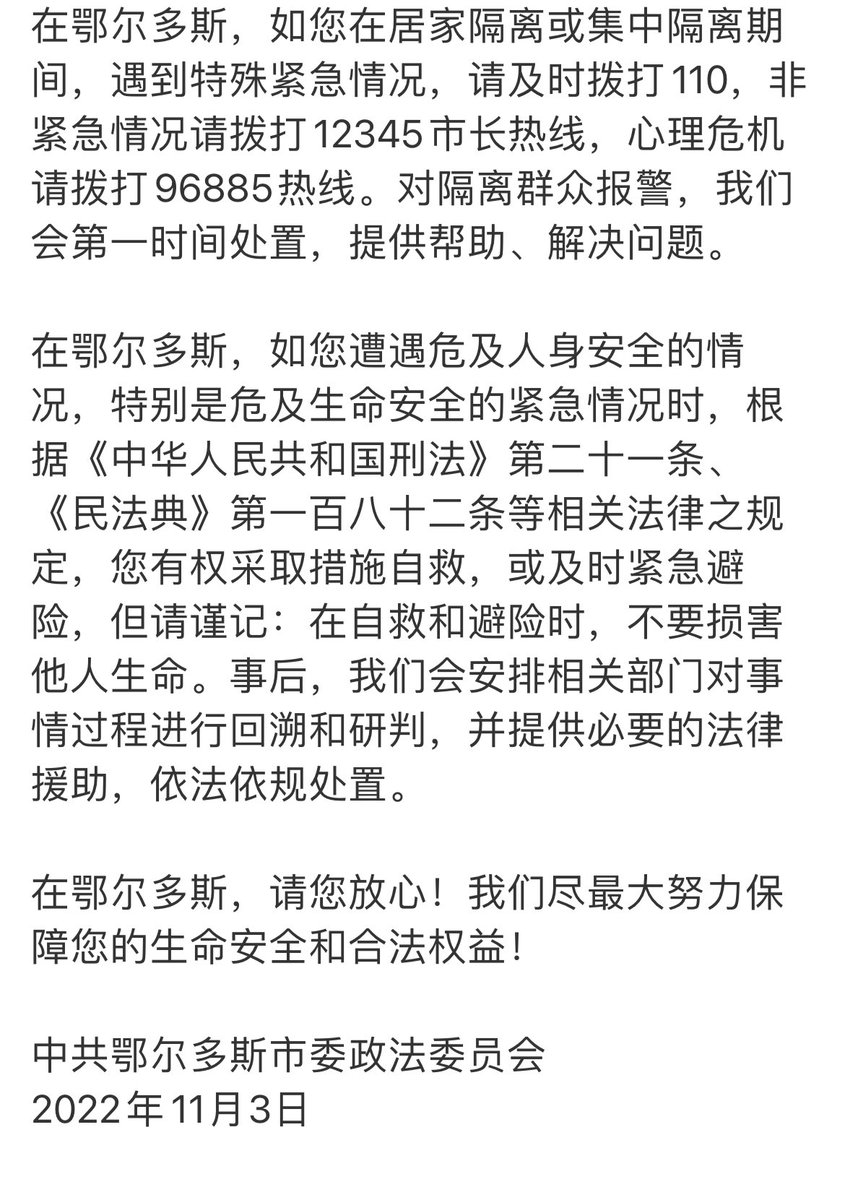 在鄂尔多斯，如您在居家隔离或集中隔离期
间，遇到特殊紧急情况，请及时拨打110，非
紧急情况请拨打12345市长热线，心理危机
请拨打96885热线。对隔离群众报警，我们
会第一时间处置，提供帮助、解决问题。
在鄂尔多斯，如您遭遇危及人身安全的情
况，特别是危及生命安全的紧急情况时，根
据《中华人民共和国刑法》第二十一条、
《民法典》第一百八十二条等相关法律之规
定，您有权采取措施自救，或及时紧急避
险，但请谨记：在自救和避险时，不要损害
他人生命。事后，我们会安排相关部门对事
情过程进行回溯和研判，并提供必要的法律
援助，依法依规处置。
在鄂尔多斯，请您放心！我们尽最大努力保
障您的生命安全和合法权益！
中共鄂尔多斯市委政法委员会
2022年11月3日